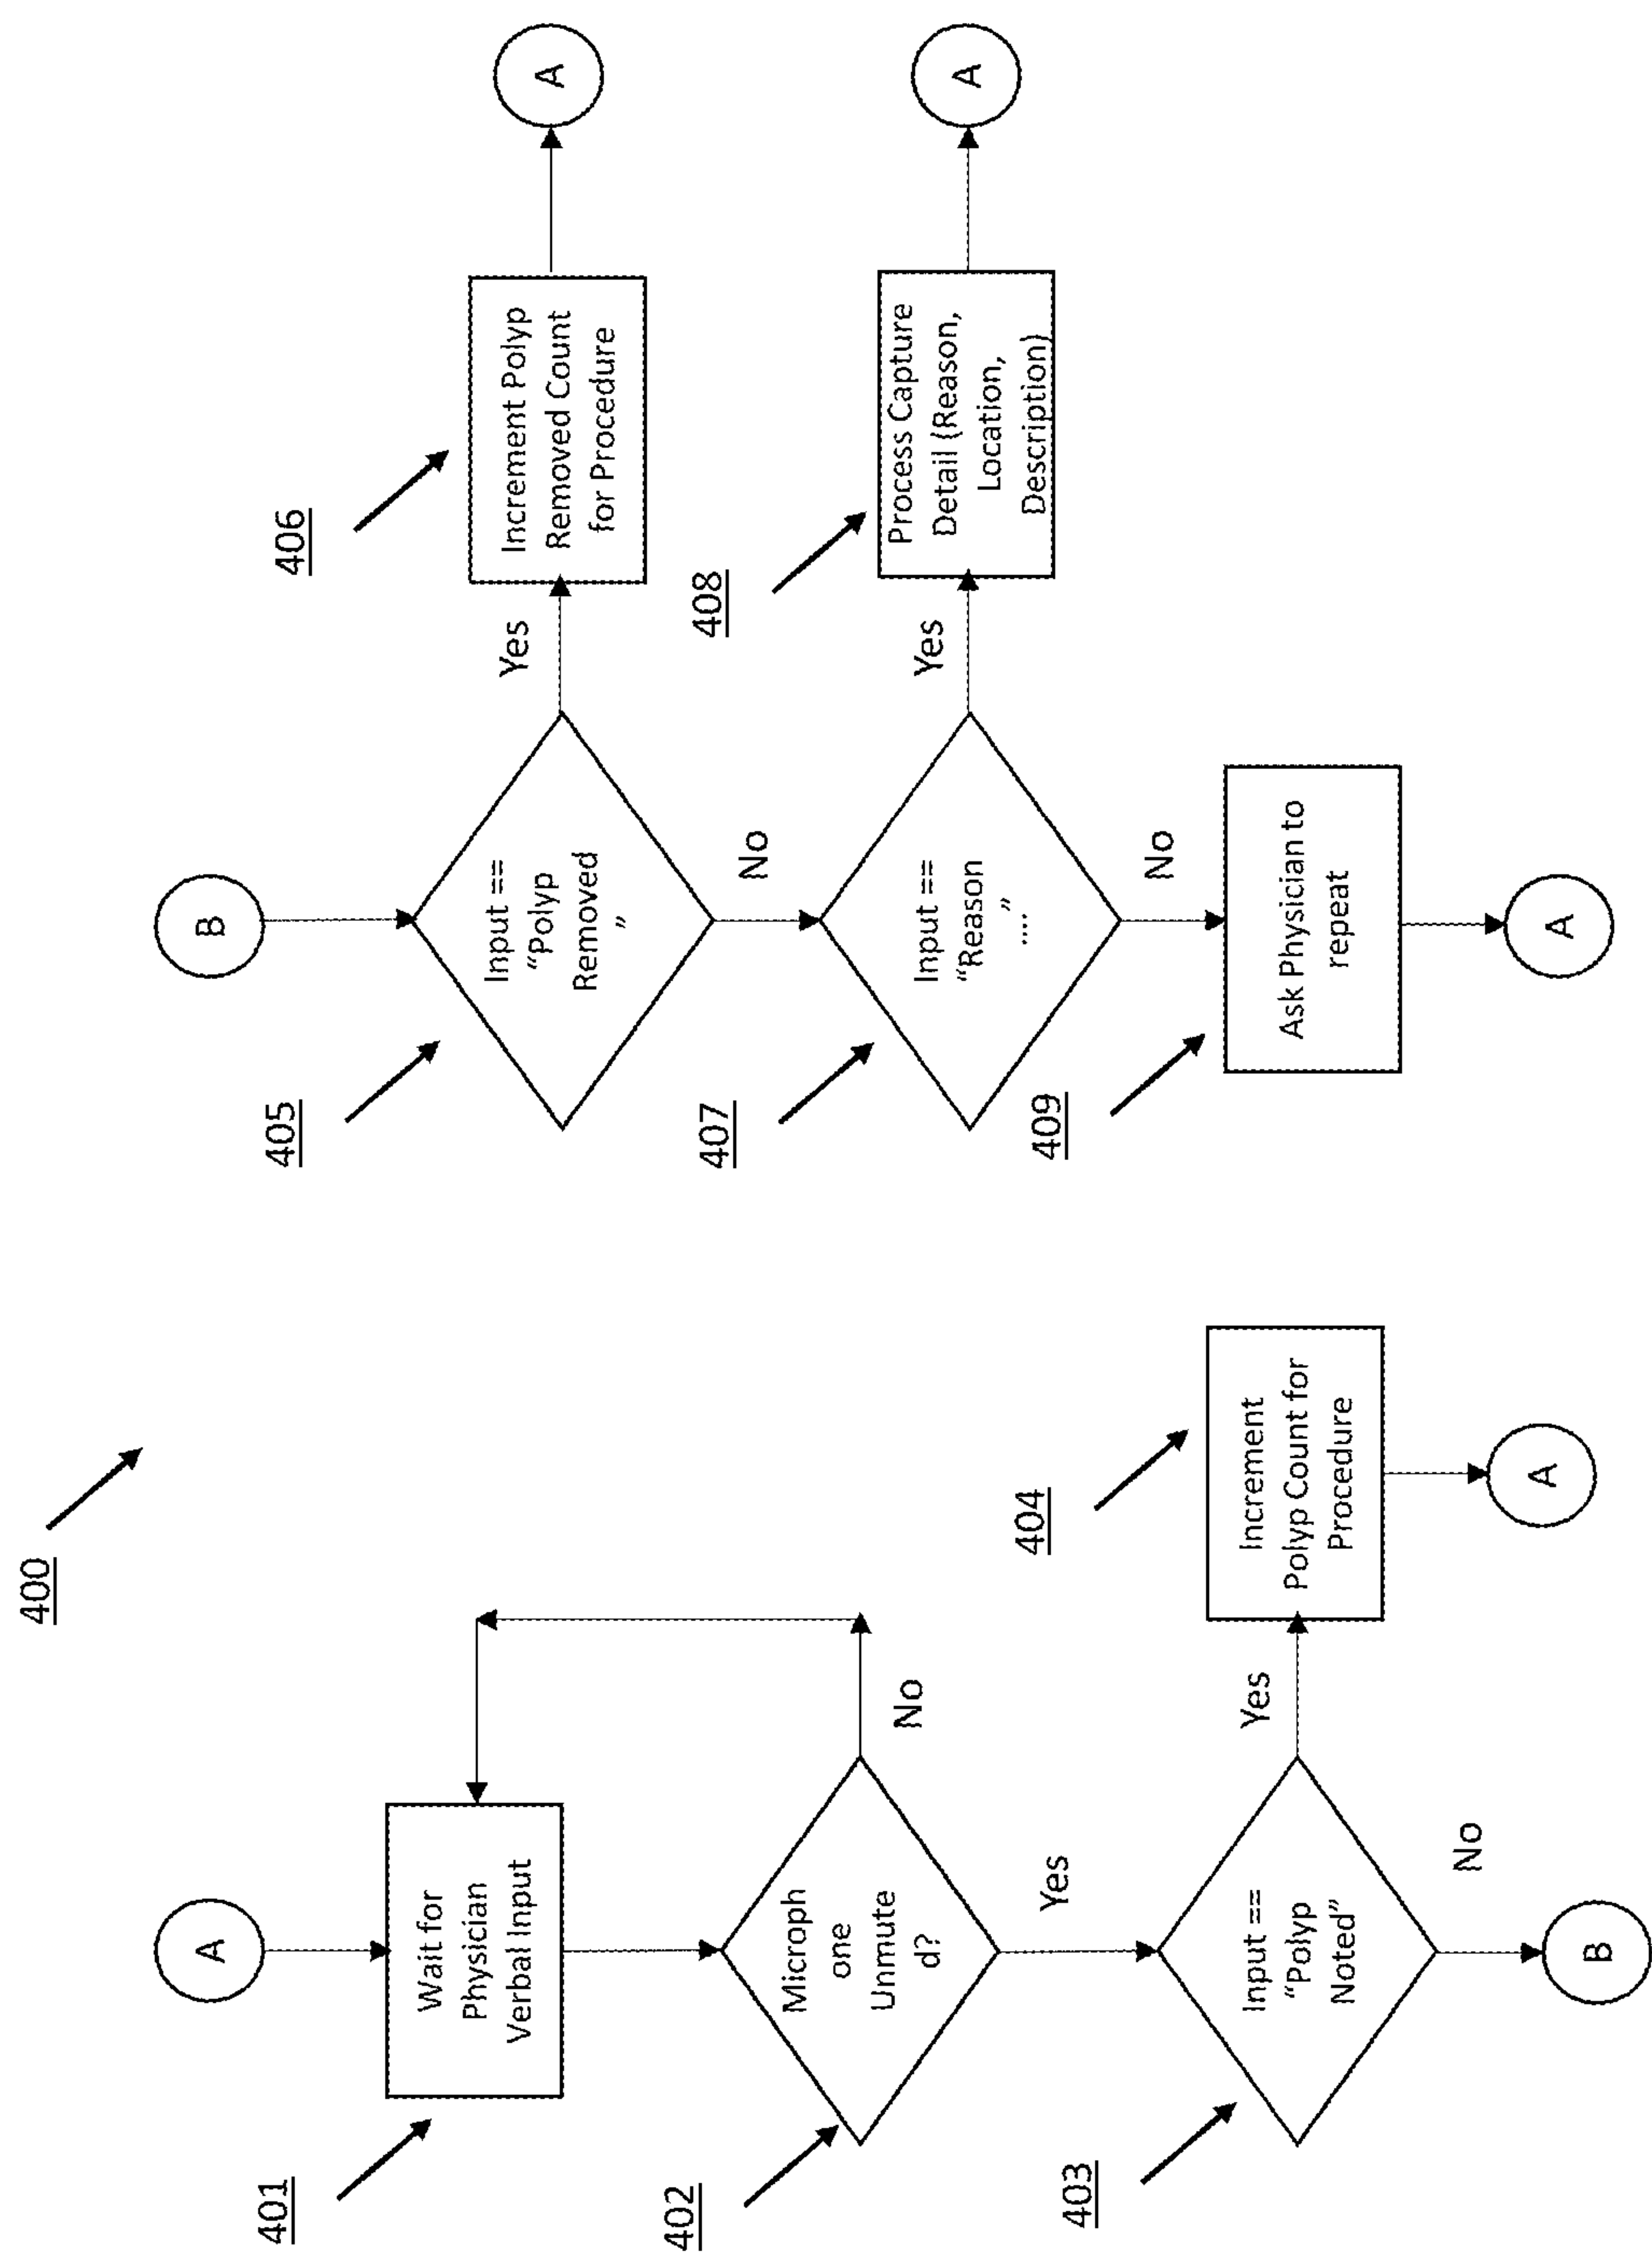 400
A
401
Wait for
Physician
Verbal Input
402
Microph
one
Unmute
d?
No
Yes
403
Input ==
“Polyp
Noted”
Yes
404
Increment
Polyp Count for
Procedure
A
No
B
B
405
Input ==
“Polyp
Removed
”
Yes
406
Increment Polyp
Removed Count
for Procedure
A
No
407
Input ==
“Reason
”
....
Yes
408
Process Capture
Detail (Reason,
Location,
Description)
A
No
409
Ask Physician to
repeat
A